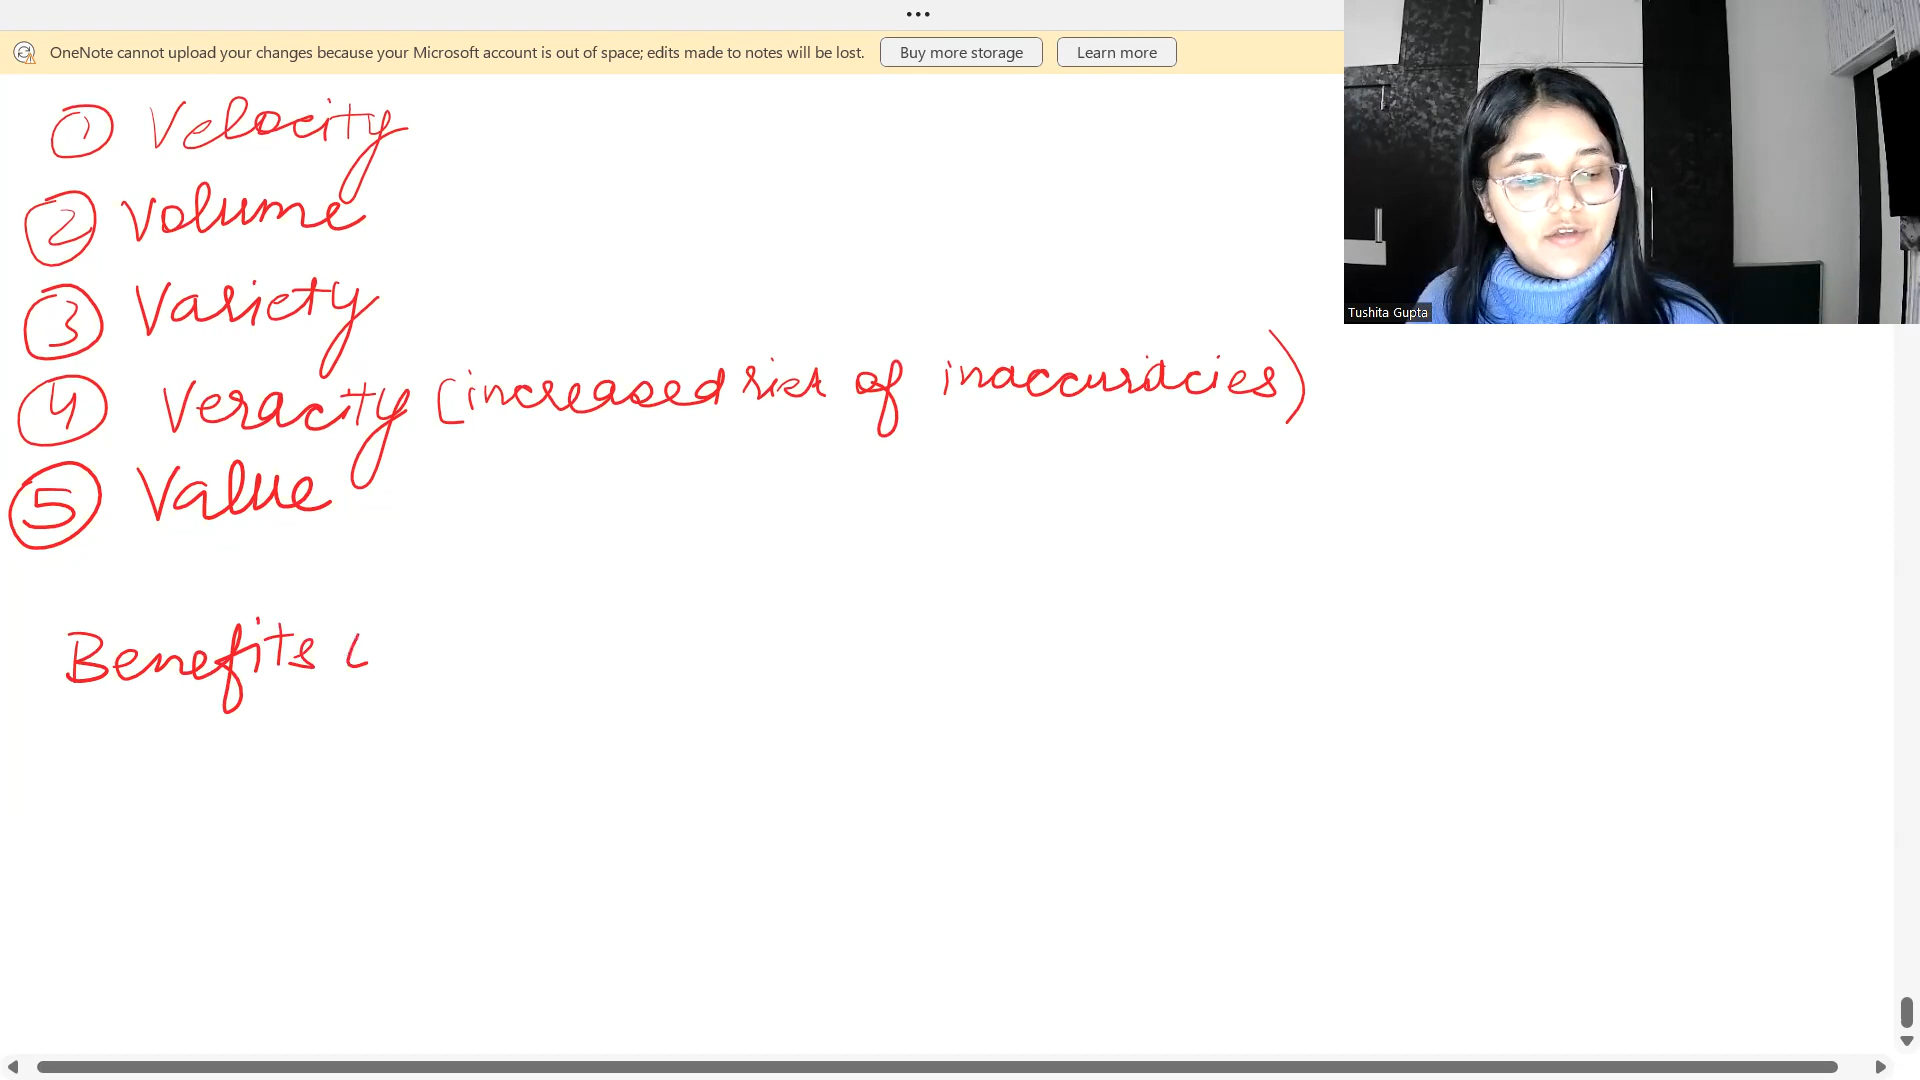 •••
OneNote cannot upload your changes because your Microsoft account is out of space; edits made to notes will be lost. Buy more storage Learn more
① Velocity
② Volume
③ Variety
④ Veracity (increased risk of inaccuracies)
⑤ Value
Benefits
Tushita Gupta